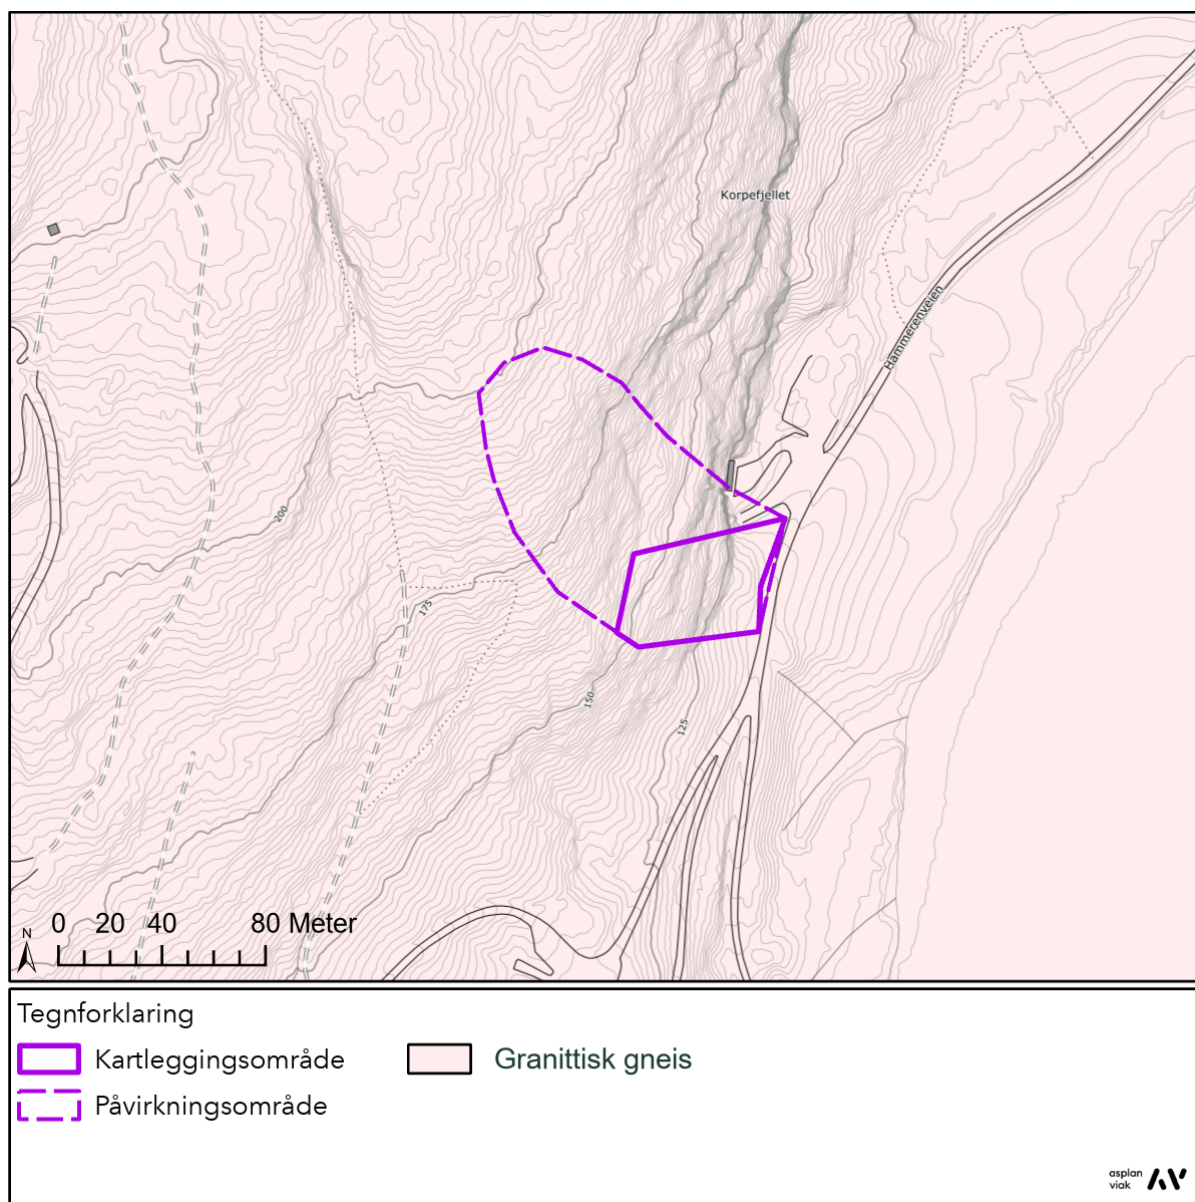 Korpefjellet
Hammerenveien
200
175
150
125
0 20 40 80 Meter
N
Tegnforklaring
Kartleggingsområde
Granittisk gneis
Påvirkningsområde
asplan
viak